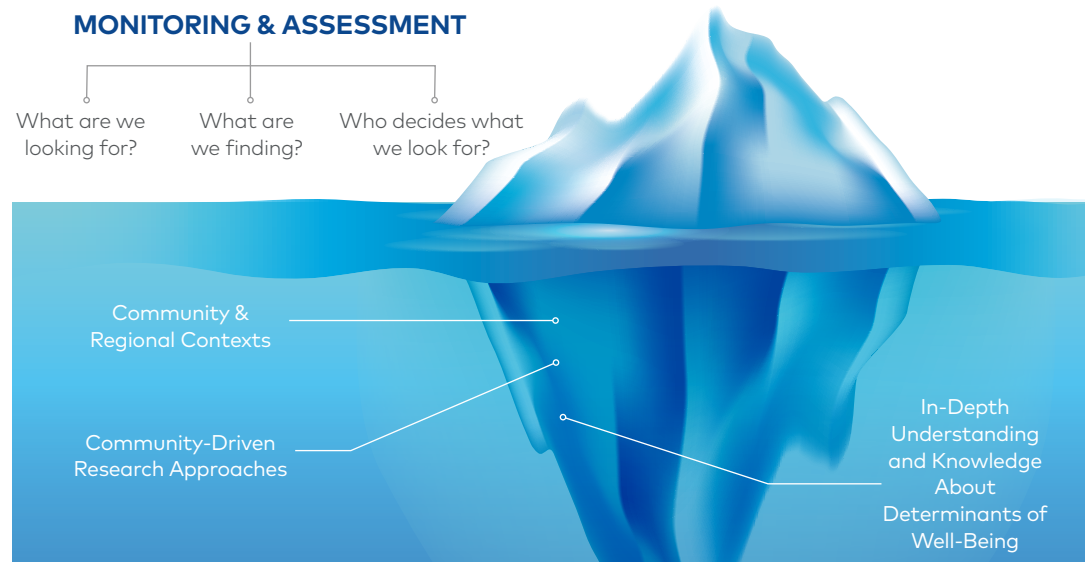 MONITORING & ASSESSMENT
What are we
looking for?
What are
we finding?
Who decides what
we look for?
Community &
Regional Contexts
Community-Driven
Research Approaches
In-Depth
Understanding
and Knowledge
About
Determinants of
Well-Being